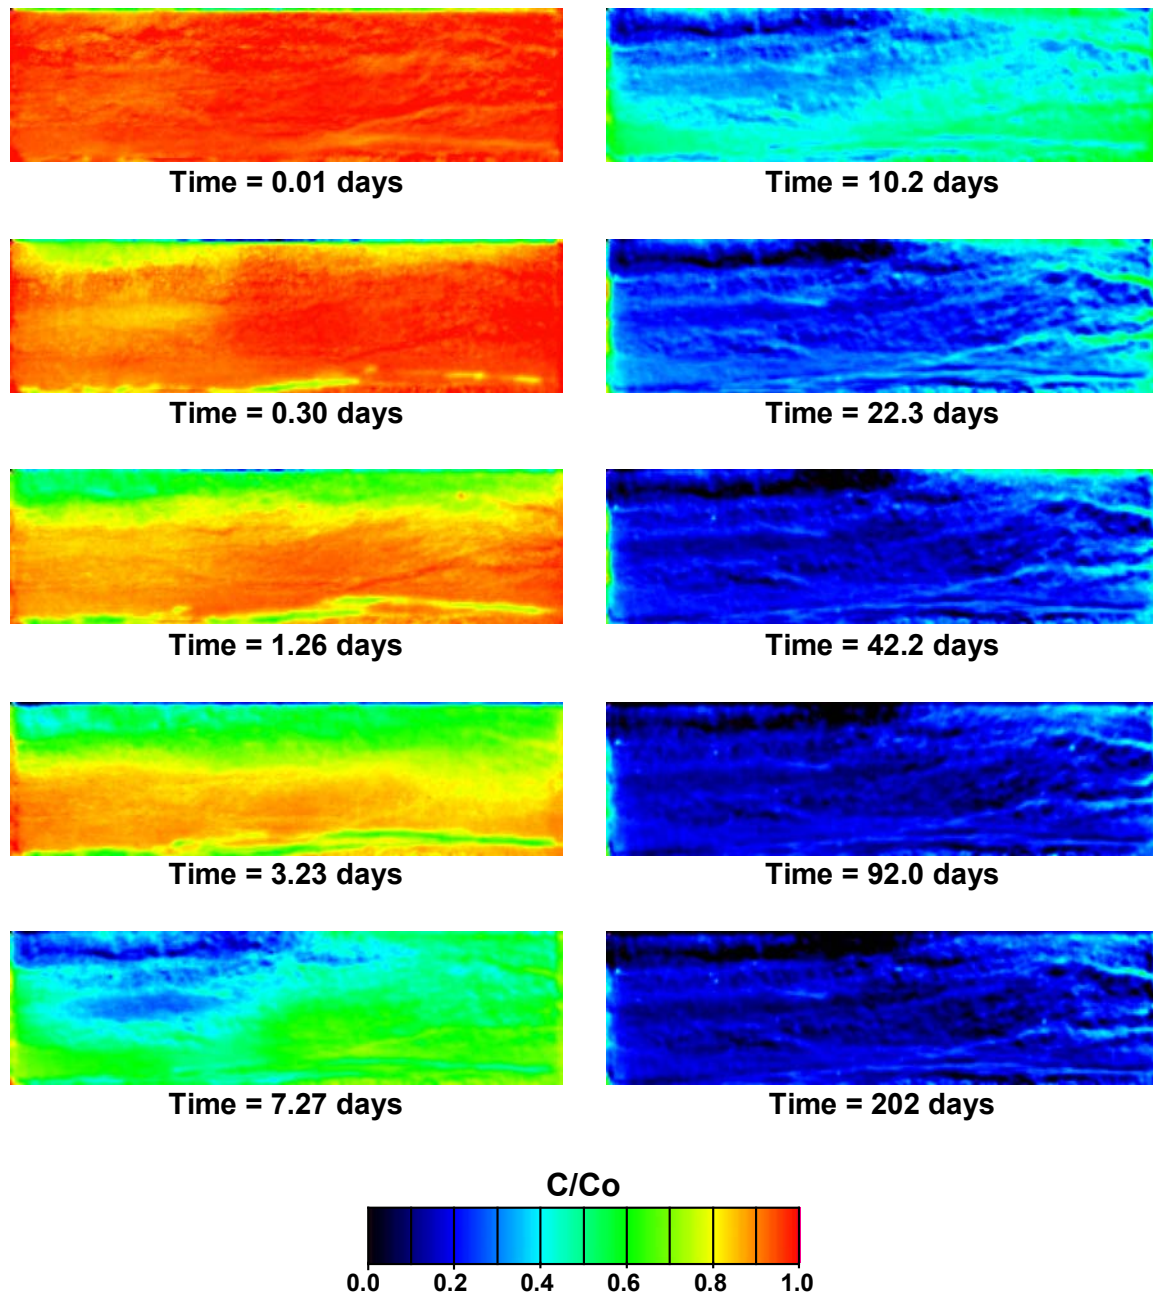 Time = 0.01 days
Time = 10.2 days
Time = 0.30 days
Time = 22.3 days
Time = 1.26 days
Time = 42.2 days
Time = 3.23 days
Time = 92.0 days
Time = 7.27 days
Time = 202 days
C/Co
0.0 0.2 0.4 0.6 0.8 1.0